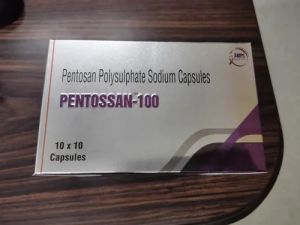 Pentosan Polysulphate Sodium Capsules
PENTOSSAN-100
10 x 10
Capsules